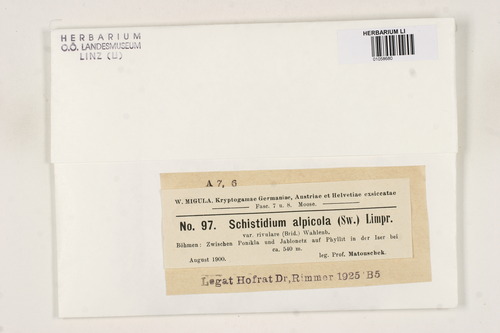 HERBARIUM
O.Ö. LANDESMUSEUM
LINZ (LI)
HERBARIUM LI
01058680
A 7, 6
W. MIGULA, Kryptogamae Germaniae, Austriae et Helvetiae exsiccatae
Fasc. 7 u. 8. Moose.
No. 97. Schistidium alpicola (Sw.) Limpr.
var. rivulare (Brid.) Wahlenb.
Böhmen: Zwischen Ponikla und Jablonetz auf Phyllit in der Iser bei
ca. 540 m.
August 1900. leg. Prof. Matouschek.
Legat Hofrat Dr, Rimmer 1925 B5